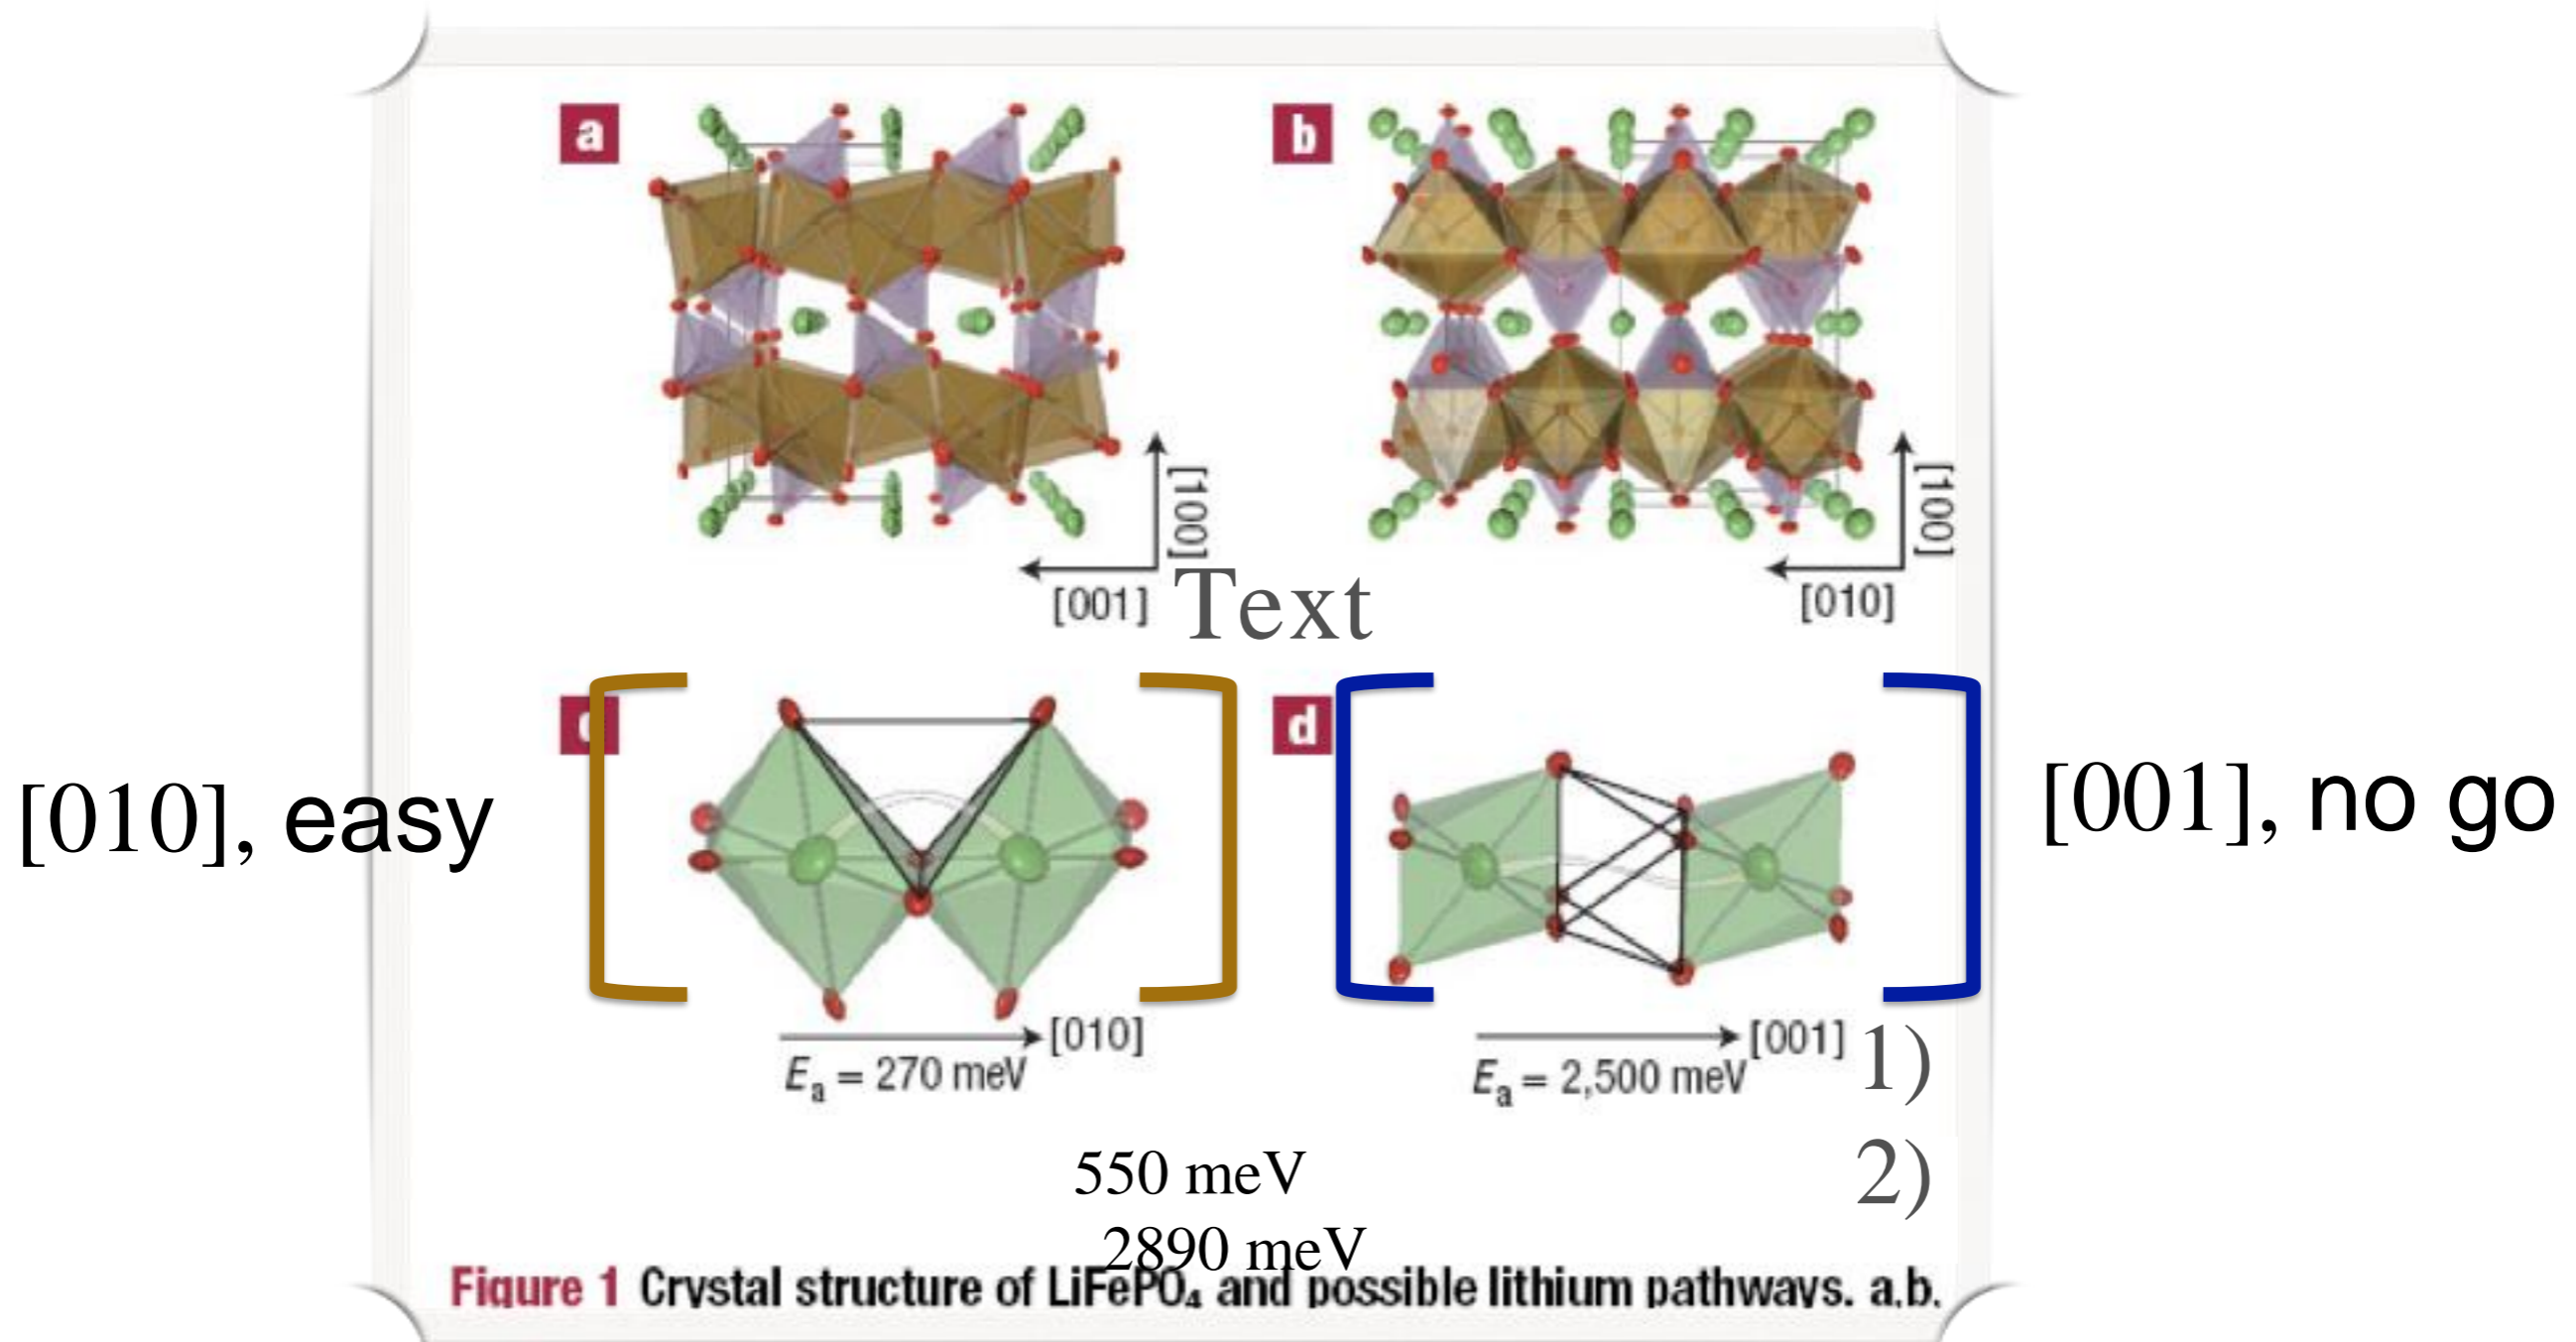 a
b
[100]
[100]
[001]
[010]
Text
d
[010], easy
[001], no go
[010]
Ea = 270 meV
[001]
Ea = 2,500 meV
1)
2)
550 meV
2890 meV
Figure 1 Crystal structure of LiFePO₄ and possible lithium pathways. a,b,